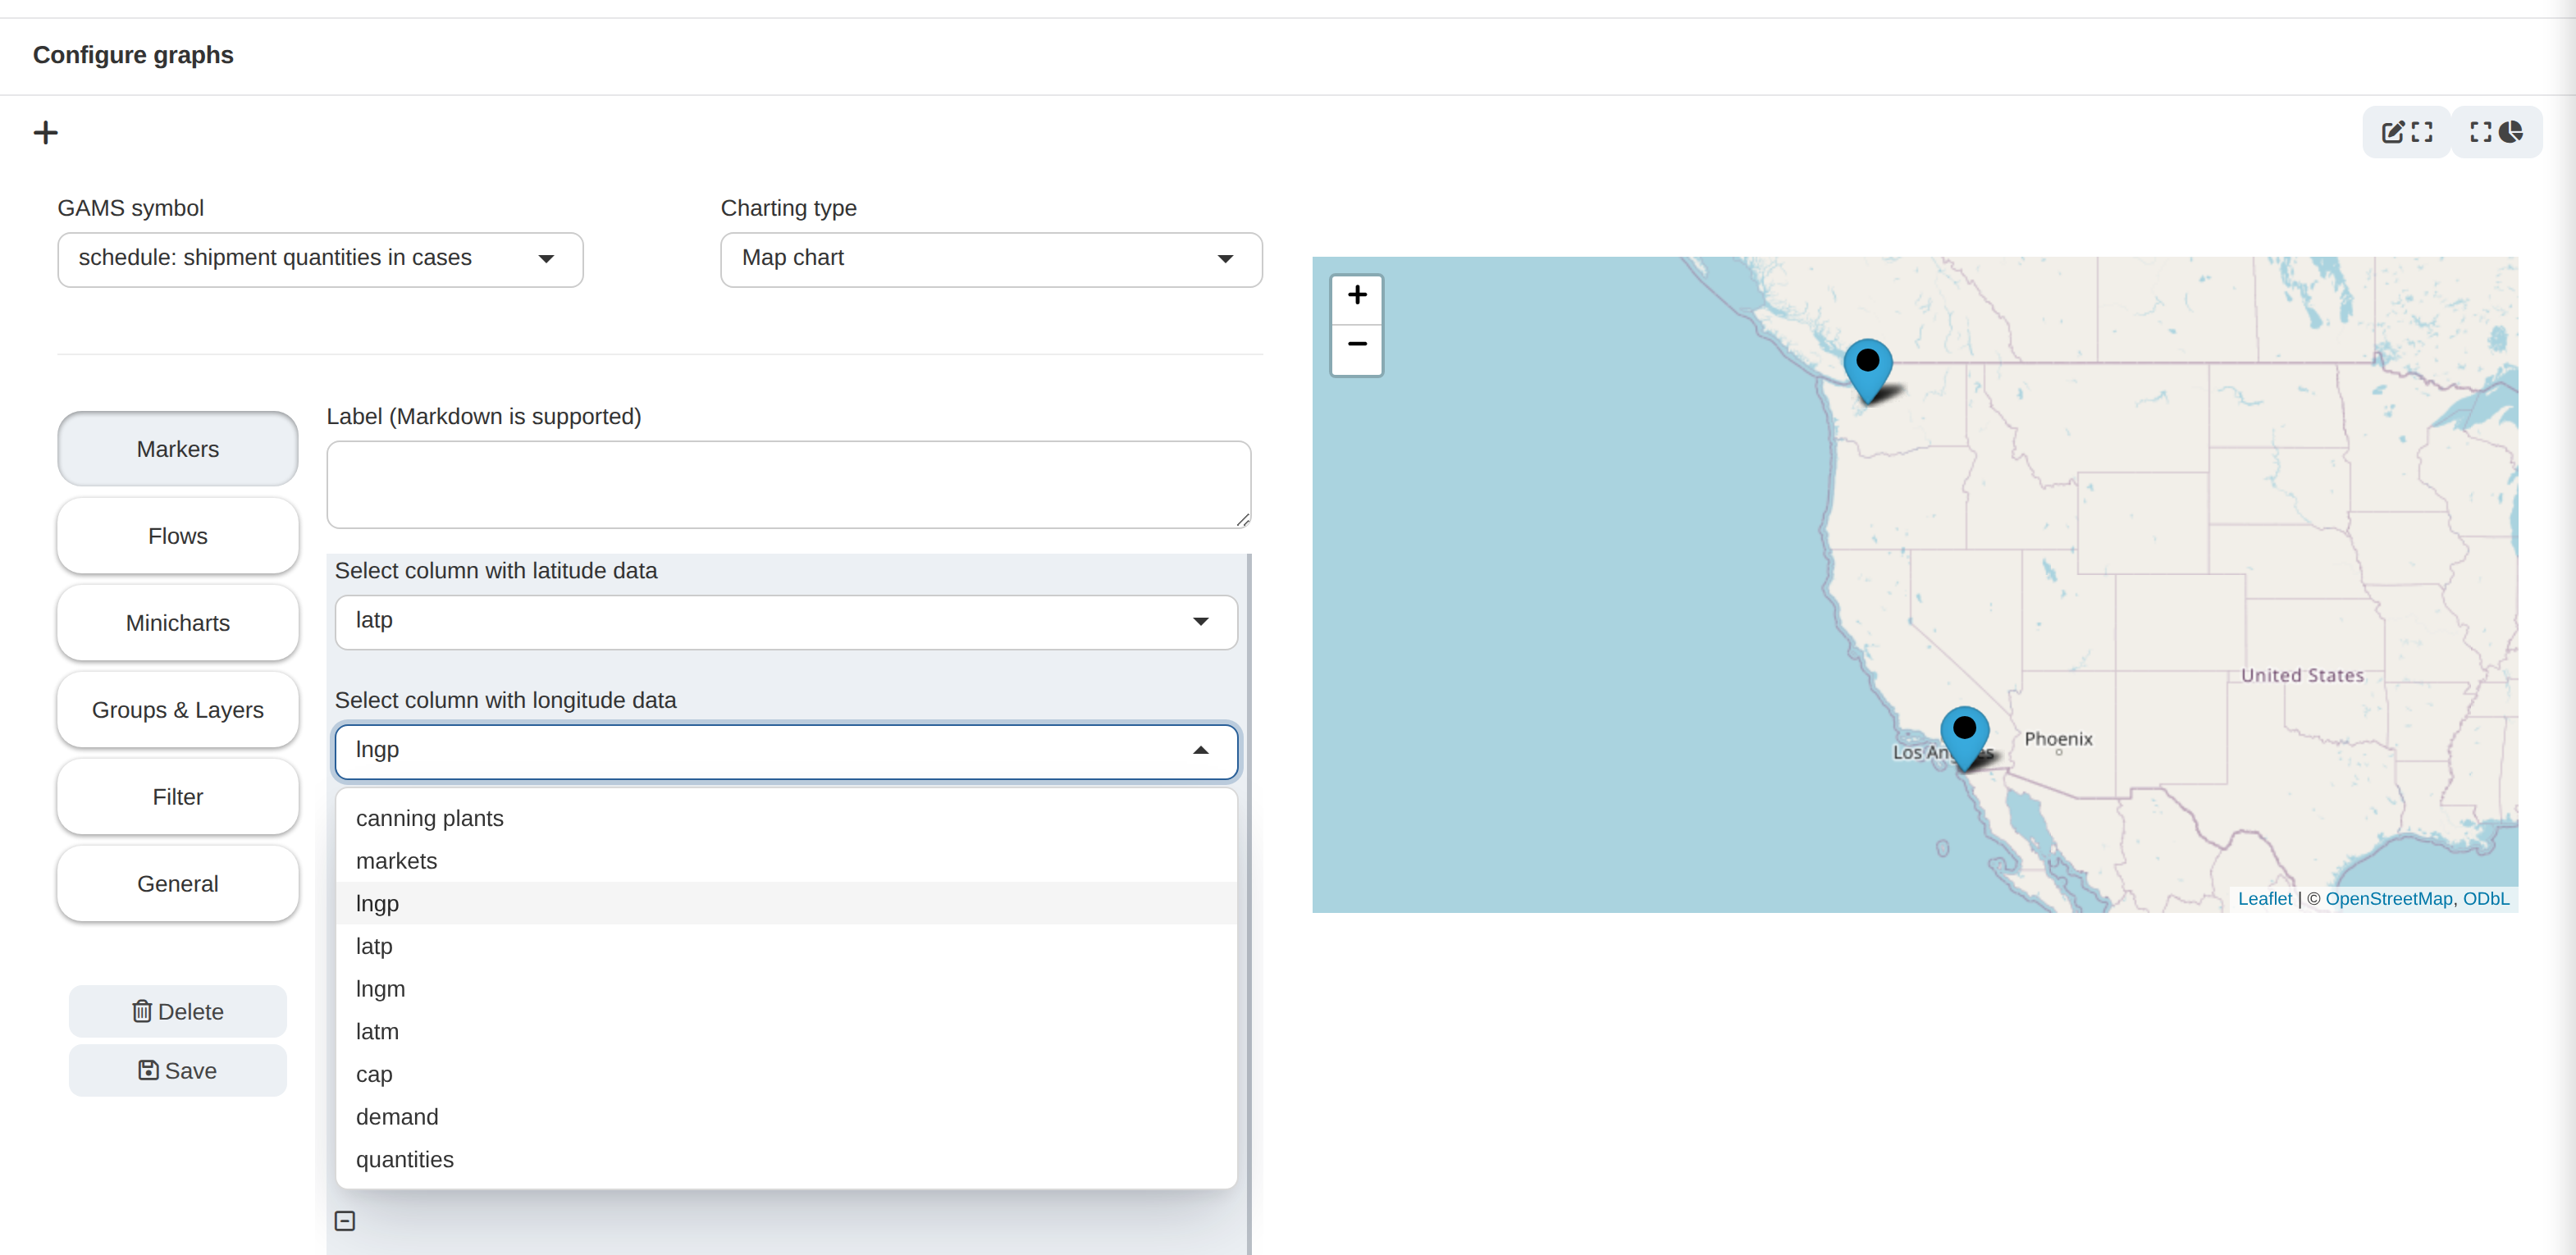 Configure graphs
GAMS symbol
schedule: shipment quantities in cases
Charting type
Map chart
Markers
Flows
Minicharts
Groups & Layers
Filter
General
Delete
Save
Label (Markdown is supported)
Select column with latitude data
latp
Select column with longitude data
lngp
canning plants
markets
lngp
latp
lngm
latm
cap
demand
quantities
+
−
United States
Phoenix
Los Angeles
Leaflet | © OpenStreetMap, ODbL